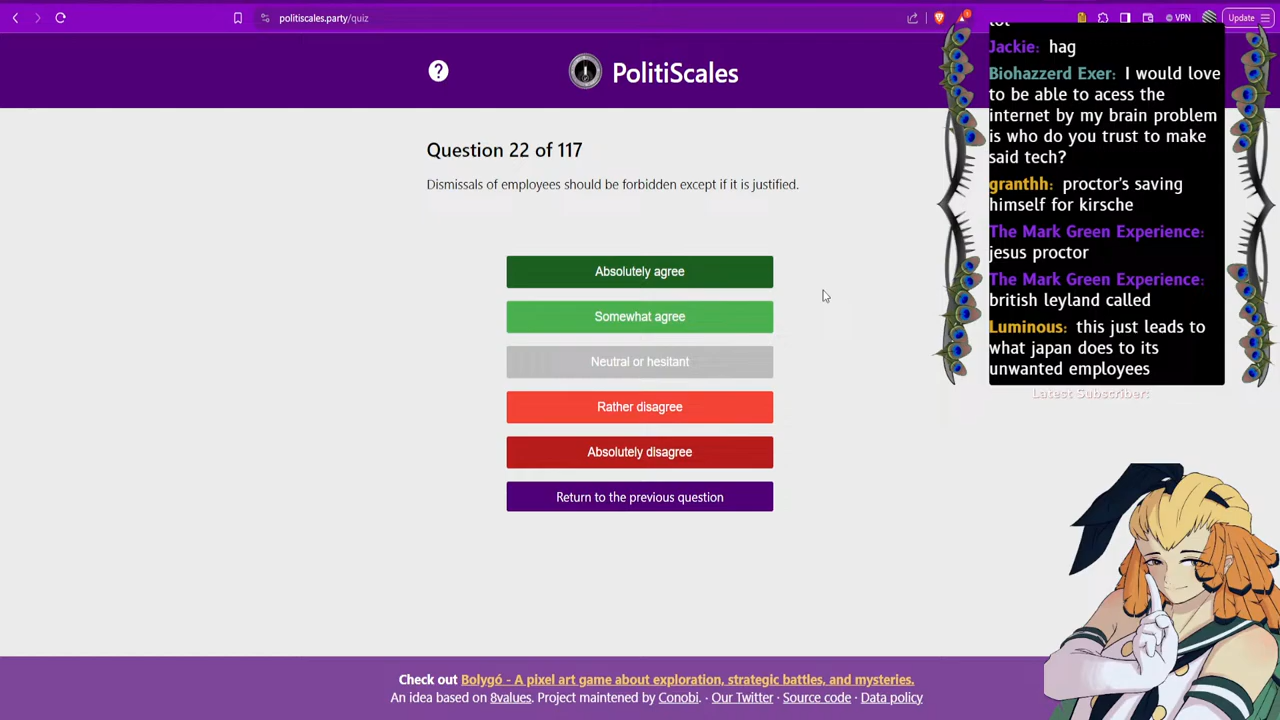 politiscales.party/quiz
VPN
Update
PolitiScales
Question 22 of 117
Dismissals of employees should be forbidden except if it is justified.
Absolutely agree
Somewhat agree
Neutral or hesitant
Rather disagree
Absolutely disagree
Return to the previous question
Jackie: hag
Biohazzerd Exer: I would love
to be able to acess the
internet by my brain problem
is who do you trust to make
said tech?
granthh: proctor's saving
himself for kirsche
The Mark Green Experience:
jesus proctor
The Mark Green Experience:
british leyland called
Luminous: this just leads to
what japan does to its
unwanted employees
Latest Subscriber:
Check out Bolygó - A pixel art game about exploration, strategic battles, and mysteries.
An idea based on 8values. Project maintened by Conobi. · Our Twitter · Source code · Data policy